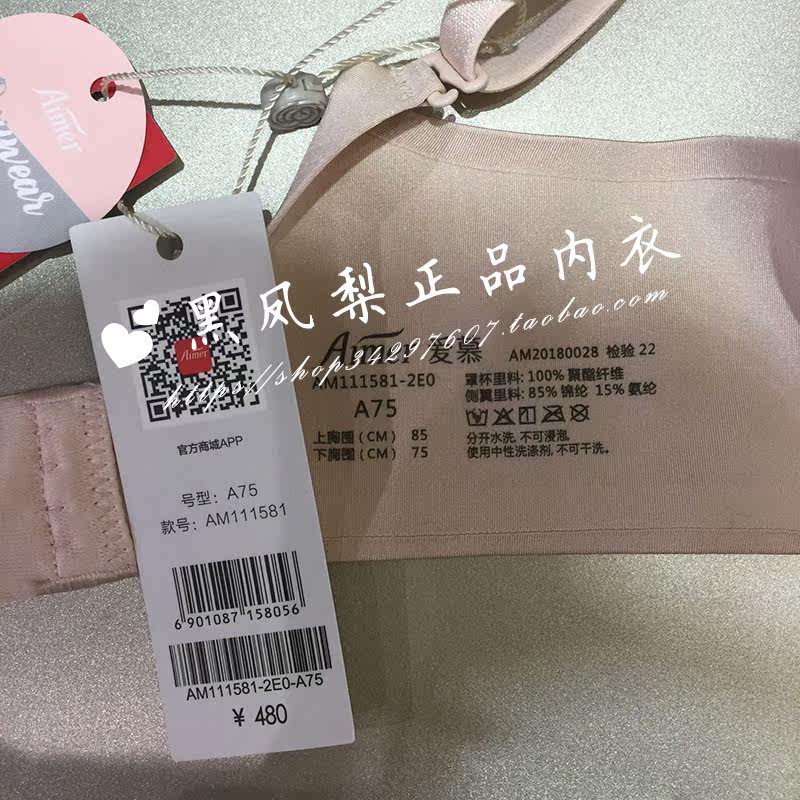 Aimer
wear
Aimer
官方商城APP
号型：A75
款号：AM111581
6 901087 158056
AM111581-2E0-A75
¥ 480
黑凤梨正品内衣
https://shop34297607.taobao.com
Aimer 爱慕
AM20180028 检验 22
AM111581-2E0
A75
上胸围（CM） 85
下胸围（CM） 75
罩杯里料: 100% 聚酯纤维
侧翼里料: 85% 锦纶 15% 氨纶
分开水洗, 不可浸泡,
使用中性洗涤剂, 不可干洗。